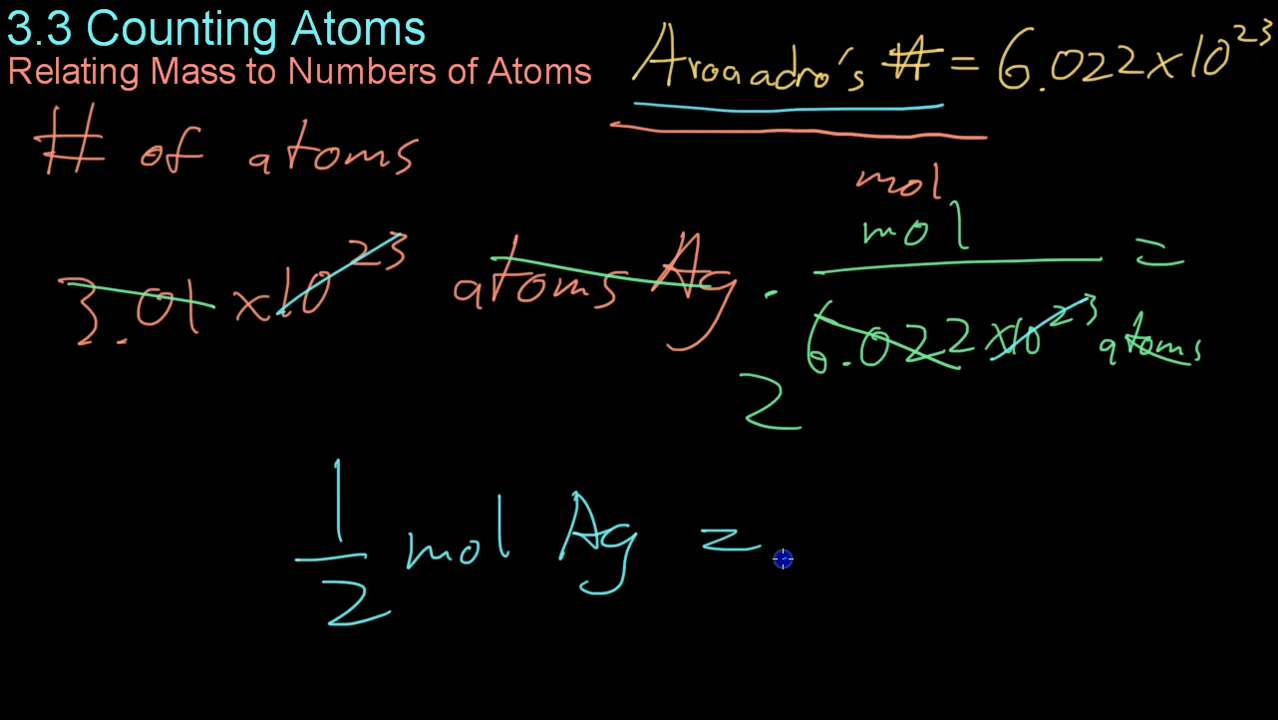 3.3 Counting Atoms
Relating Mass to Numbers of Atoms
Avogadro's # = 6.022x10^23
mol
# of atoms
3.01 x10^23 atoms Ag · mol =
6.022 x10^23 atoms
2
1/2 mol Ag =